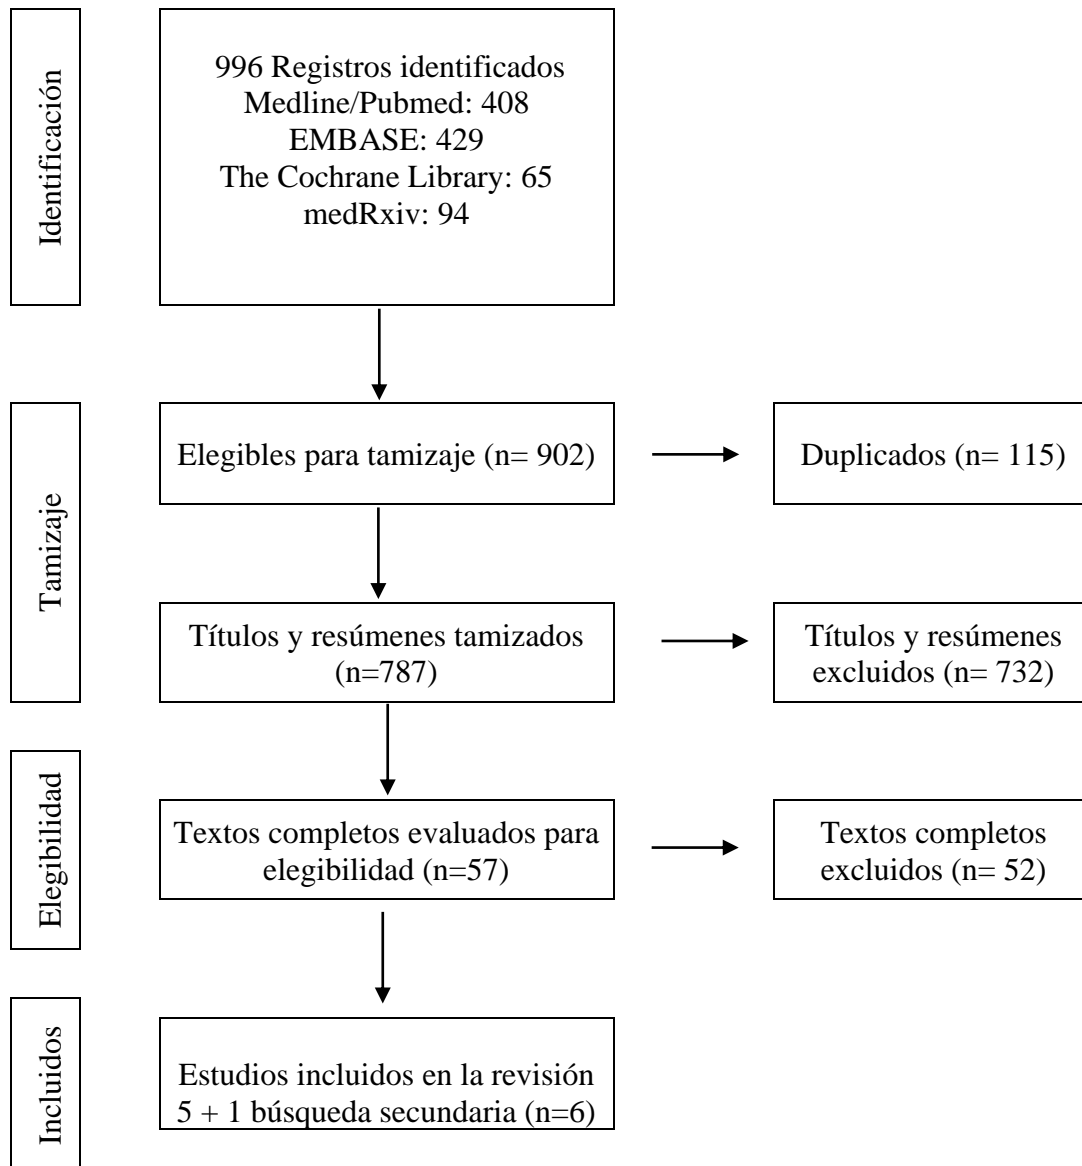 Identificación
996 Registros identificados
Medline/Pubmed: 408
EMBASE: 429
The Cochrane Library: 65
medRxiv: 94
Tamizaje
Elegibles para tamizaje (n= 902)
Duplicados (n= 115)
Títulos y resúmenes tamizados
(n=787)
Títulos y resúmenes
excluidos (n= 732)
Elegibilidad
Textos completos evaluados para
elegibilidad (n=57)
Textos completos
excluidos (n= 52)
Incluidos
Estudios incluidos en la revisión
5 + 1 búsqueda secundaria (n=6)